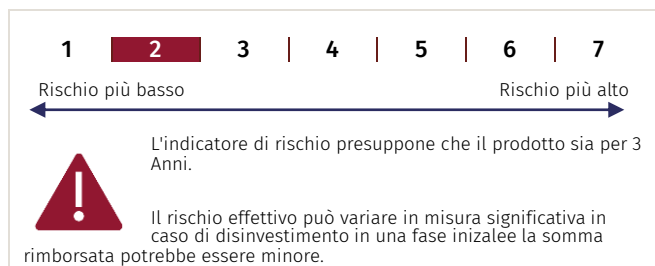 1 2 3 4 5 6 7
Rischio più basso Rischio più alto
L'indicatore di rischio presuppone che il prodotto sia per 3
Anni.
Il rischio effettivo può variare in misura significativa in
caso di disinvestimento in una fase inizalee la somma
rimborsata potrebbe essere minore.